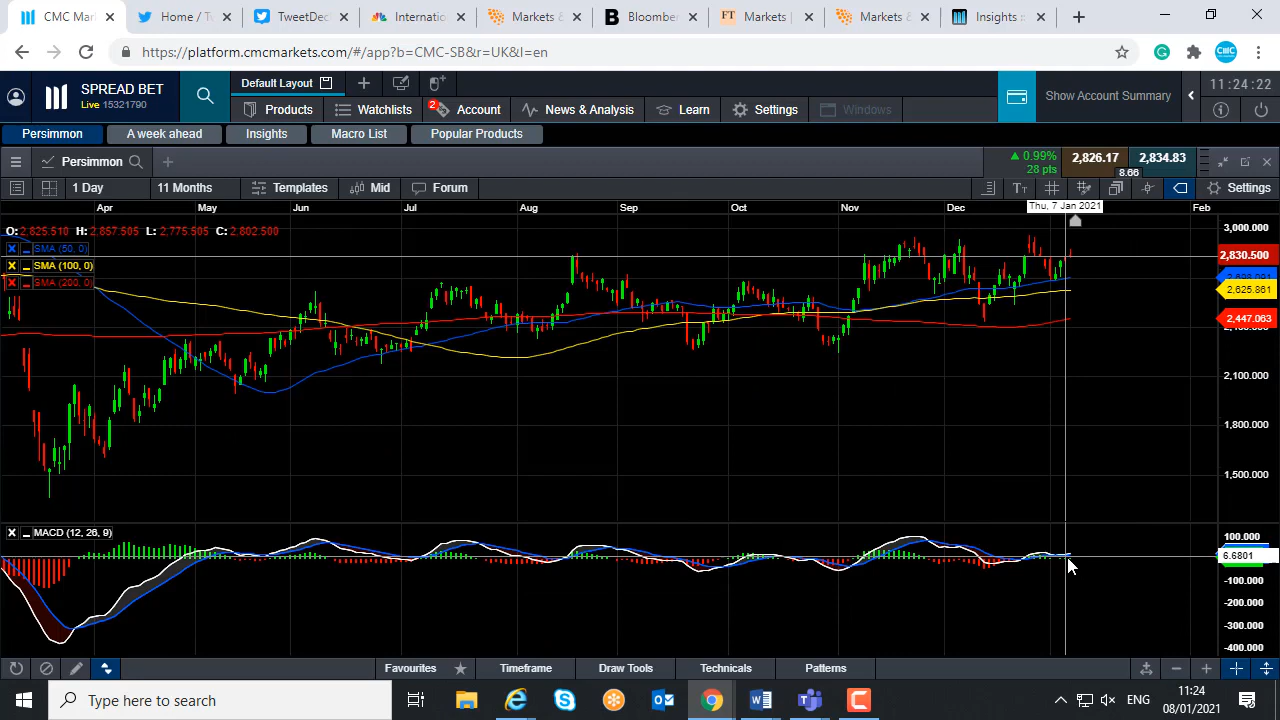 CMC Mar
Home / T
TweetDec
Internatio
Markets &
Bloomber
Markets |
Markets &
Insights
https://platform.cmcmarkets.com/#/app?b=CMC-SB&r=UK&l=en
SPREAD BET
Live 15321790
Default Layout
11:24:22
Products
Watchlists
2
Account
News & Analysis
Learn
Settings
Windows
Show Account Summary
Persimmon
A week ahead
Insights
Macro List
Popular Products
Persimmon
0.99%
28 pts
2,826.17
8.66
2,834.83
1 Day
11 Months
Templates
Mid
Forum
Settings
Apr May Jun Jul Aug Sep Oct Nov Dec Thu, 7 Jan 2021 Feb
O: 2,825.510 H: 2,857.505 L: 2,775.505 C: 2,802.500
SMA (50, 0)
SMA (100, 0)
SMA (200, 0)
3,000.000
2,830.500
2,625.861
2,447.063
2,100.000
1,800.000
1,500.000
MACD (12, 26, 9)
100.000
6.6801
-100.000
-200.000
-300.000
-400.000
Favourites
Timeframe
Draw Tools
Technicals
Patterns
Type here to search
ENG
11:24
08/01/2021